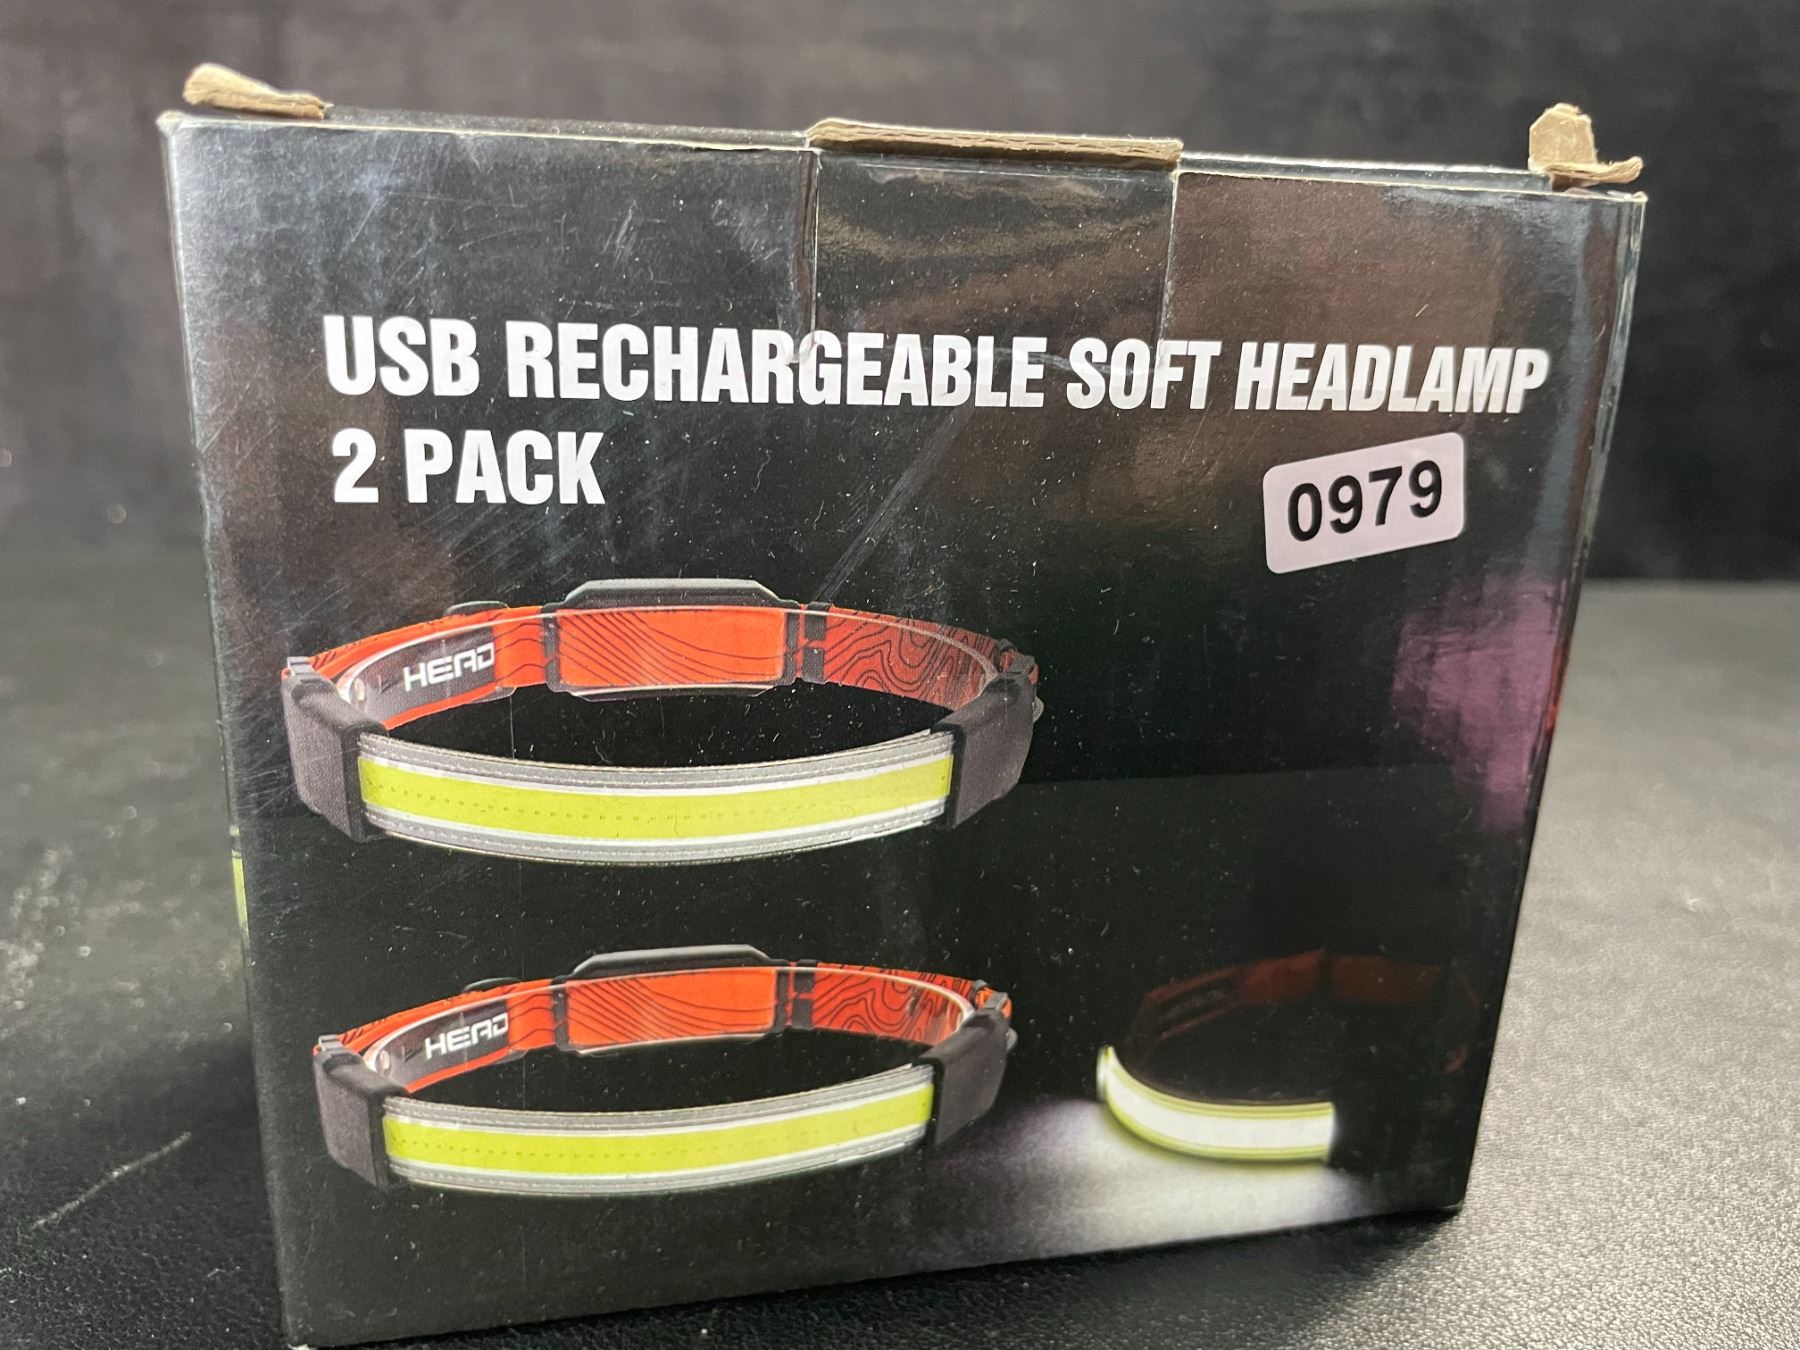 USB RECHARGEABLE SOFT HEADLAMP
2 PACK
0979
HEAD
HEAD